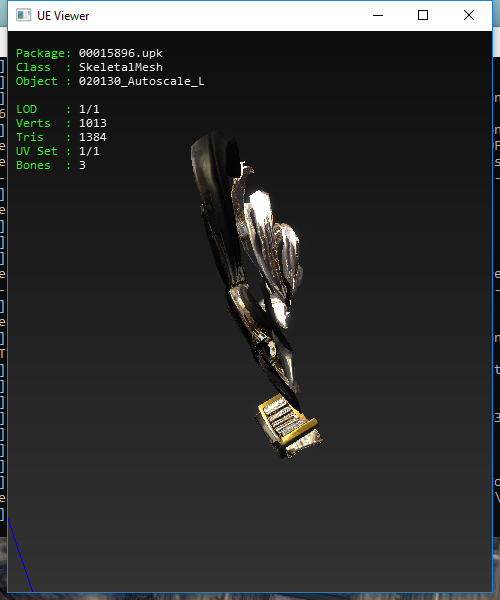 UE Viewer
Package: 00015896.upk
Class : SkeletalMesh
Object : 020130_Autoscale_L
LOD : 1/1
Verts : 1013
Tris : 1384
UV Set : 1/1
Bones : 3